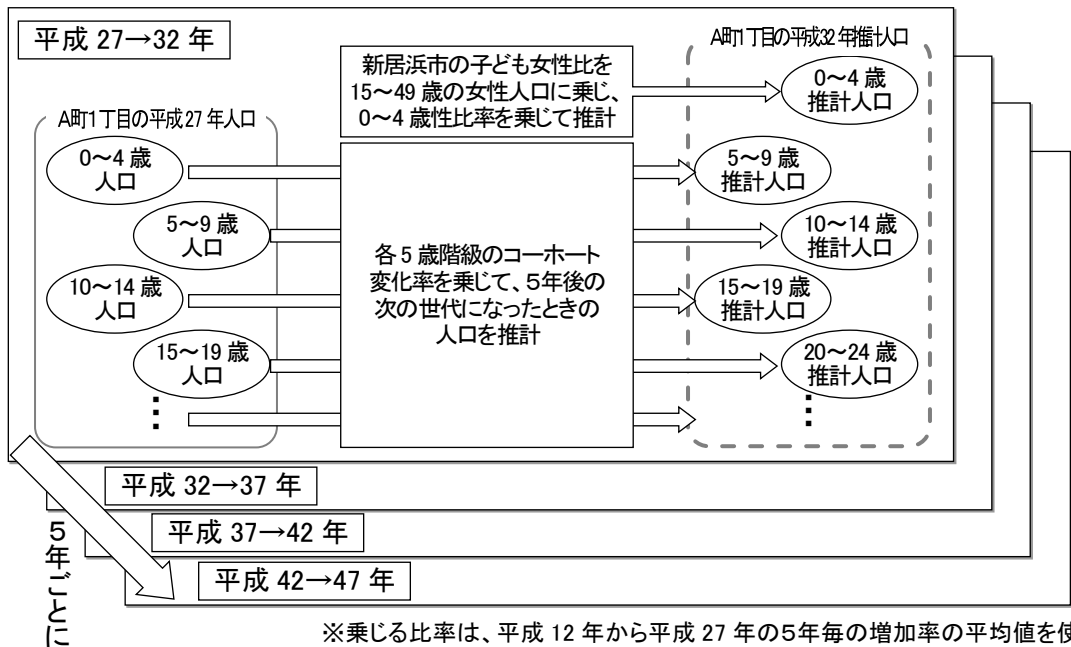 平成 27→32 年
A町1丁目の平成32年推計人口
新居浜市の子ども女性比を
15～49 歳の女性人口に乗じ、
0～4 歳性比率を乗じて推計
0～4 歳
推計人口
A町1丁目の平成27年人口
0～4 歳
人口
5～9 歳
推計人口
5～9 歳
人口
10～14 歳
推計人口
各5歳階級のコーホート
変化率を乗じて、5年後の
次の世代になったときの
人口を推計
10～14 歳
人口
15～19 歳
推計人口
15～19 歳
人口
20～24 歳
推計人口
平成 32→37 年
平成 37→42 年
平成 42→47 年
5年ごとに
※乗じる比率は、平成 12 年から平成 27 年の5年毎の増加率の平均値を使